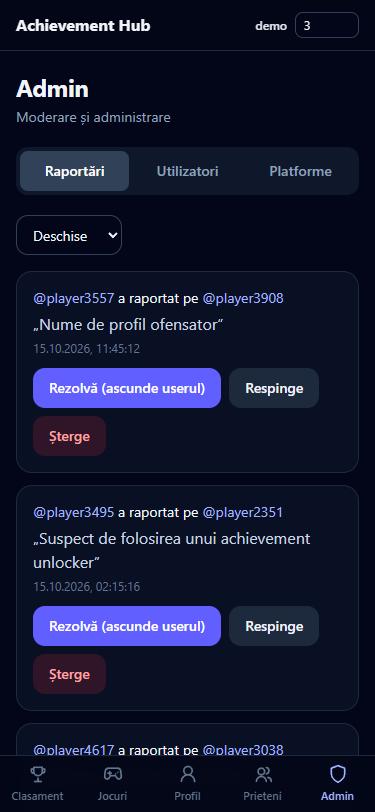 Achievement Hub
demo 3
Admin
Moderare și administrare
Raportări Utilizatori Platforme
Deschise
@player3557 a raportat pe @player3908
„Nume de profil ofensator”
15.10.2026, 11:45:12
Rezolvă (ascunde userul) Respinge
Șterge
@player3495 a raportat pe @player2351
„Suspect de folosirea unui achievement
unlocker”
15.10.2026, 02:15:16
Rezolvă (ascunde userul) Respinge
Șterge
@player4617 a raportat pe @player3038
Clasament Jocuri Profil Prieteni Admin